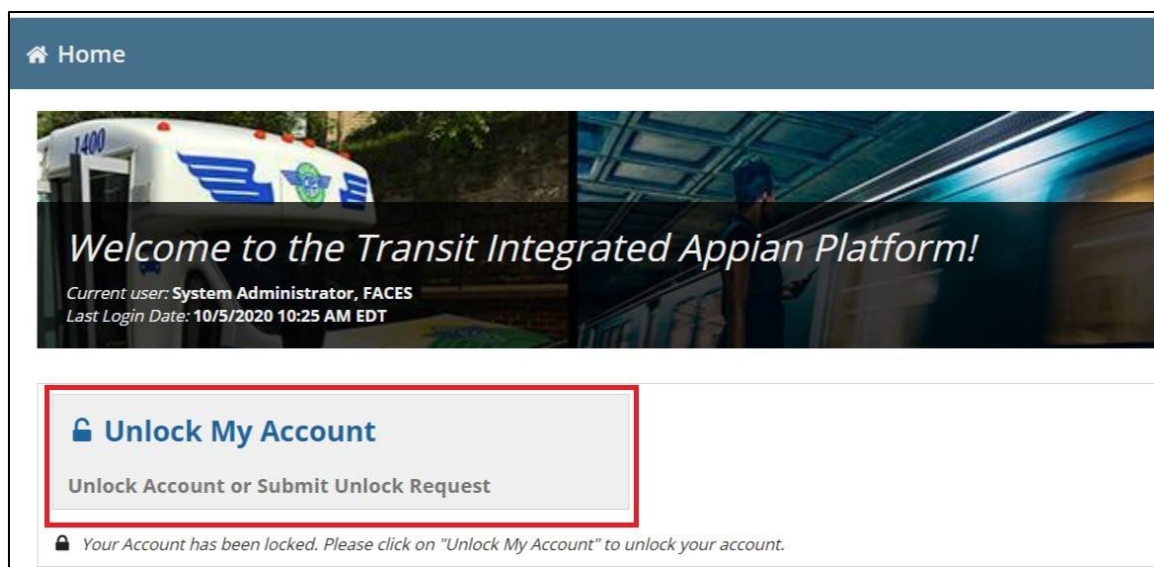 Home
1400
Welcome to the Transit Integrated Appian Platform!
Current user: System Administrator, FACES
Last Login Date: 10/5/2020 10:25 AM EDT
Unlock My Account
Unlock Account or Submit Unlock Request
Your Account has been locked. Please click on "Unlock My Account" to unlock your account.